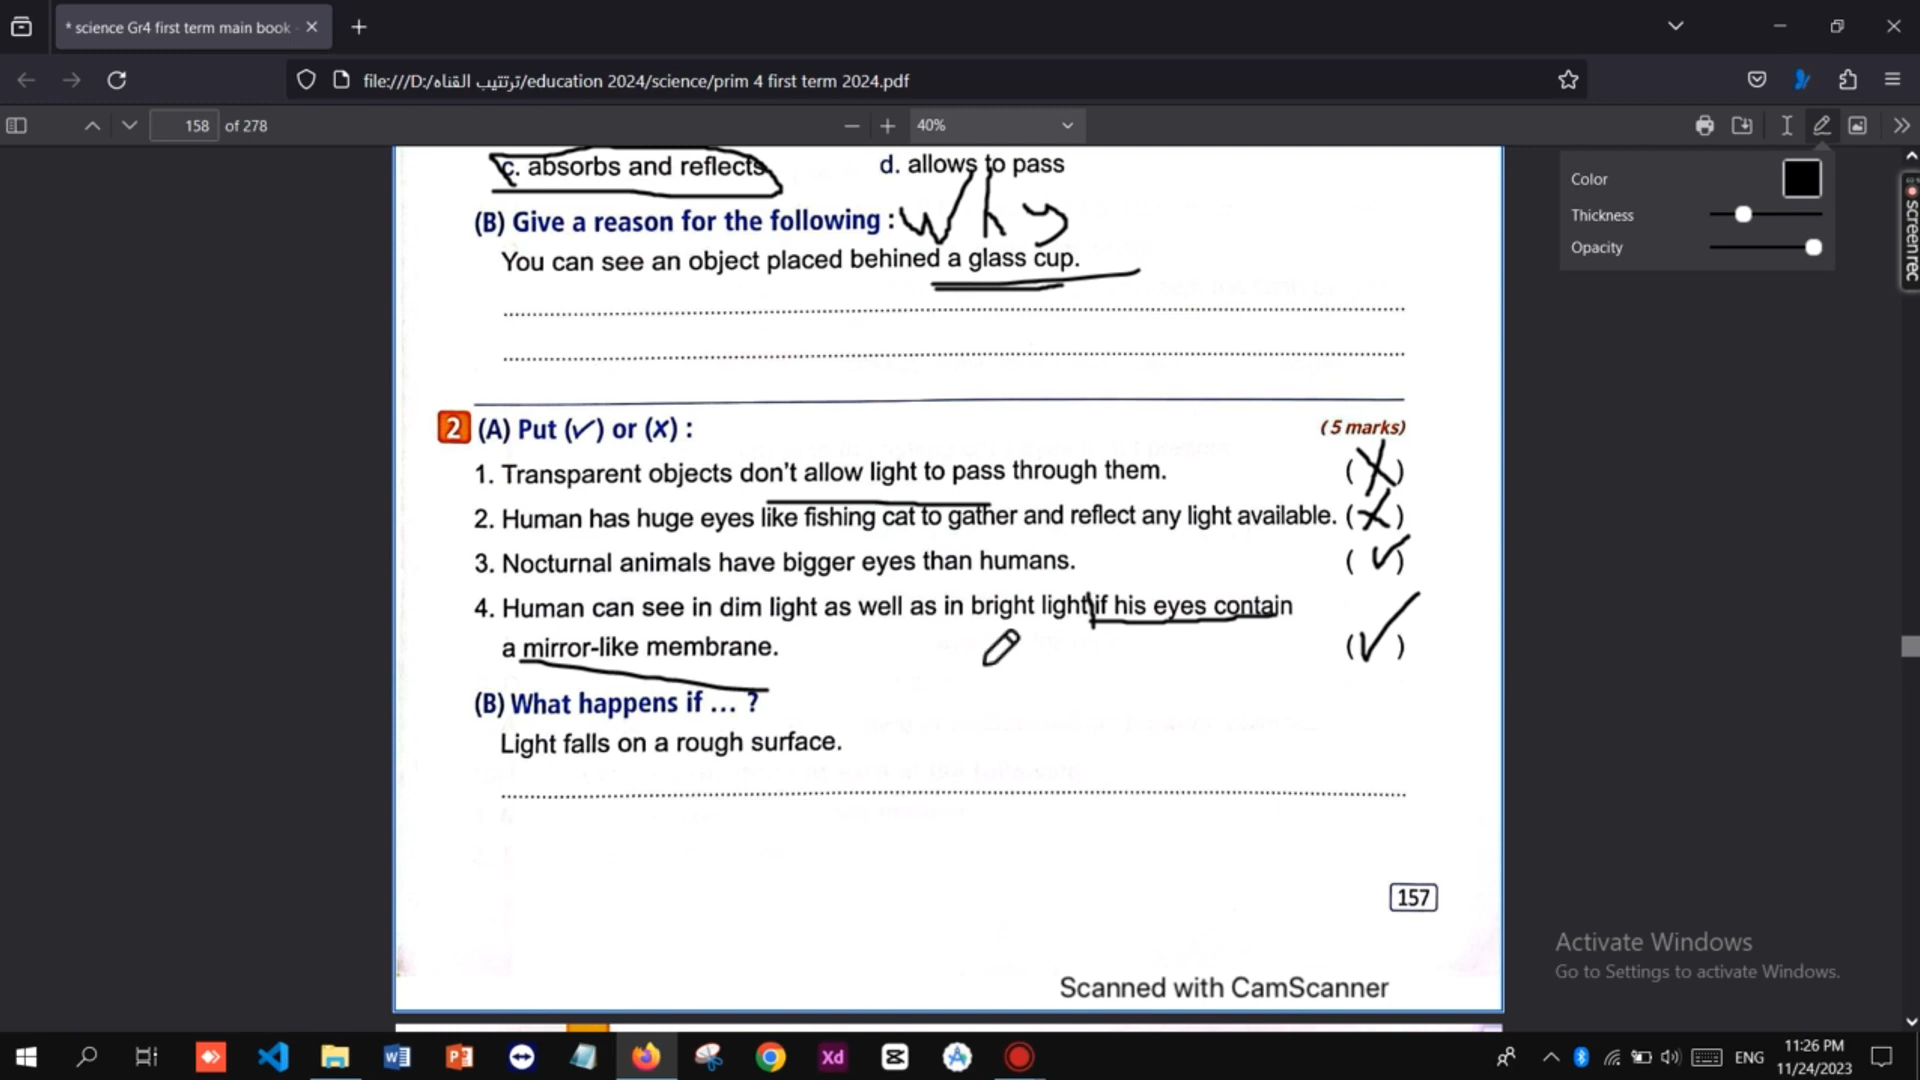 * science Gr4 first term main book
file:///D:/ترتتيب القناه/education 2024/science/prim 4 first term 2024.pdf
158 of 278
40%
Color
Thickness
Opacity
screenrec
c. absorbs and reflects
d. allows to pass
(B) Give a reason for the following : Why
You can see an object placed behined a glass cup.
2 (A) Put (✓) or (✗) :
(5 marks)
1. Transparent objects don't allow light to pass through them. (X)
2. Human has huge eyes like fishing cat to gather and reflect any light available. (X)
3. Nocturnal animals have bigger eyes than humans. (✓)
4. Human can see in dim light as well as in bright light if his eyes contain
a mirror-like membrane. (✓)
(B) What happens if ... ?
Light falls on a rough surface.
157
Scanned with CamScanner
Activate Windows
Go to Settings to activate Windows.
Xd
ENG
11:26 PM
11/24/2023